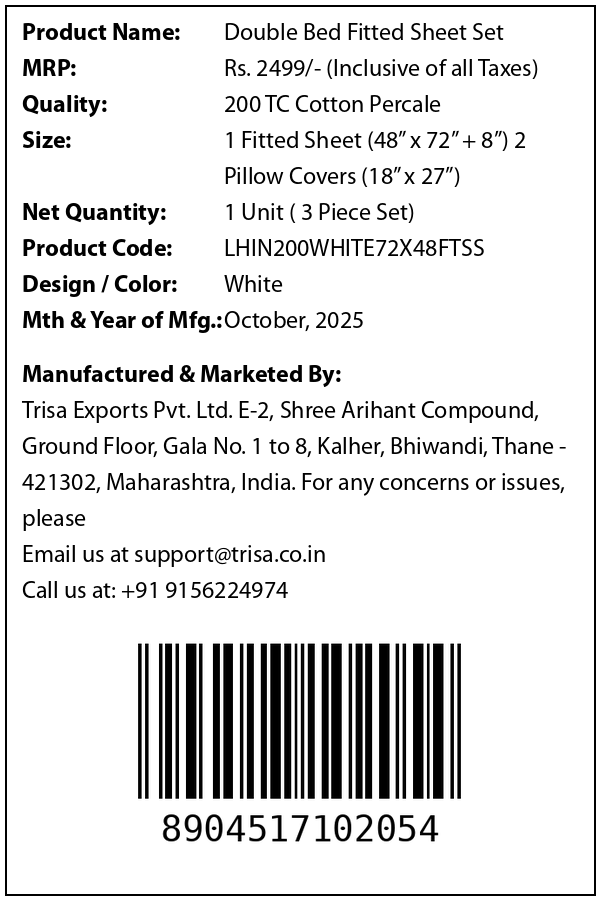 Product Name: Double Bed Fitted Sheet Set
MRP: Rs. 2499/- (Inclusive of all Taxes)
Quality: 200 TC Cotton Percale
Size: 1 Fitted Sheet (48” x 72” + 8”) 2
Pillow Covers (18” x 27”)
Net Quantity: 1 Unit ( 3 Piece Set)
Product Code: LHIN200WHITE72X48FTSS
Design / Color: White
Mth & Year of Mfg.: October, 2025
Manufactured & Marketed By:
Trisa Exports Pvt. Ltd. E-2, Shree Arihant Compound,
Ground Floor, Gala No. 1 to 8, Kalher, Bhiwandi, Thane -
421302, Maharashtra, India. For any concerns or issues,
please
Email us at support@trisa.co.in
Call us at: +91 9156224974
8904517102054